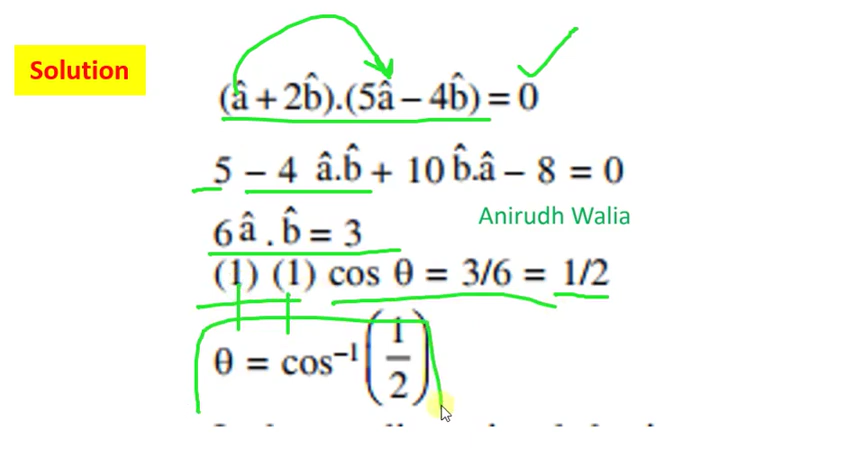 Solution
(â + 2b̂).(5â – 4b̂) = 0
5 – 4 â.b̂ + 10 b̂.â – 8 = 0
6 â . b̂ = 3
Anirudh Walia
(1) (1) cos θ = 3/6 = 1/2
θ = cos⁻¹(1/2)